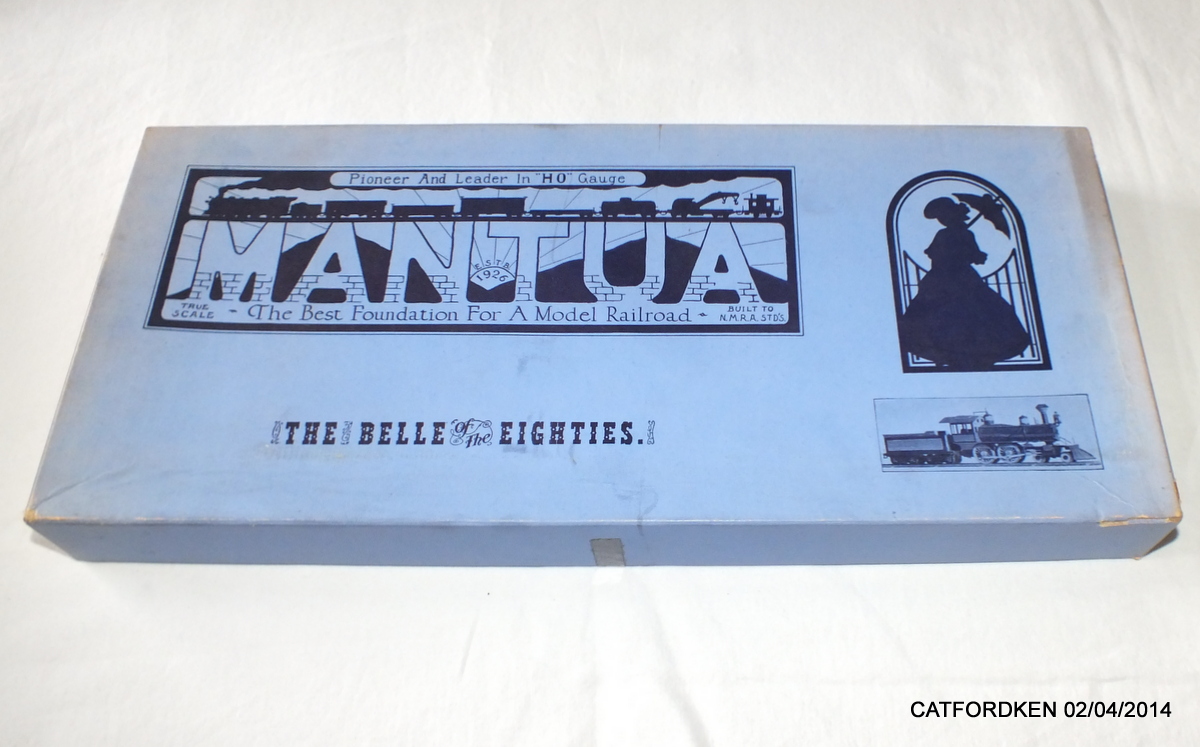 Pioneer And Leader In "HO" Gauge
MANTUA
ESTB.
1926
TRUE SCALE
The Best Foundation For A Model Railroad
BUILT TO N.M.R.A. STD'S
THE BELLE of the EIGHTIES.
CATFORDKEN 02/04/2014